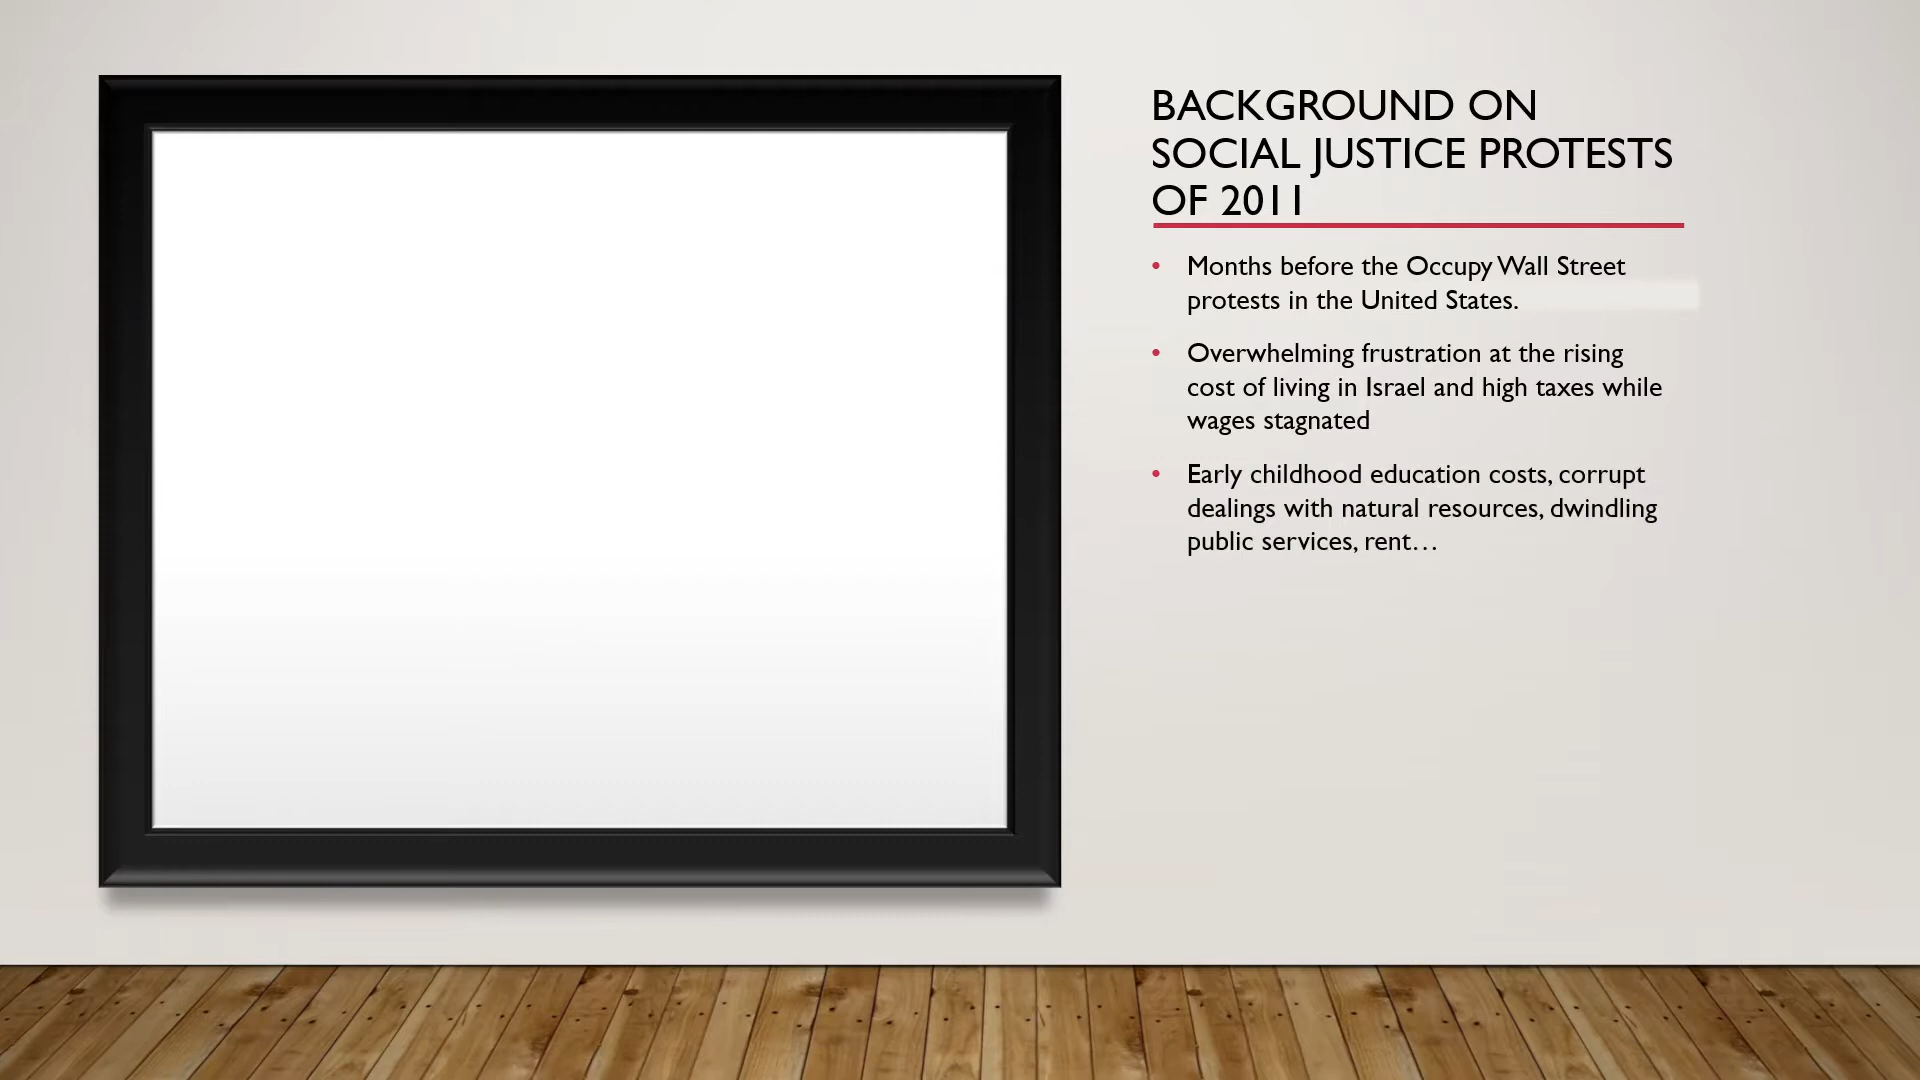 BACKGROUND ON
SOCIAL JUSTICE PROTESTS
OF 2011
• Months before the Occupy Wall Street
protests in the United States.
• Overwhelming frustration at the rising
cost of living in Israel and high taxes while
wages stagnated
• Early childhood education costs, corrupt
dealings with natural resources, dwindling
public services, rent…